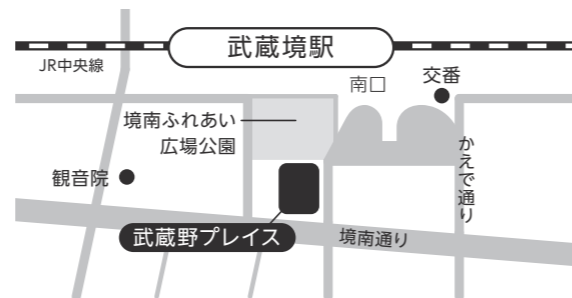 武蔵境駅
JR中央線
南口
交番
境南ふれあい
広場公園
かえで通り
観音院
武蔵野プレイス
境南通り